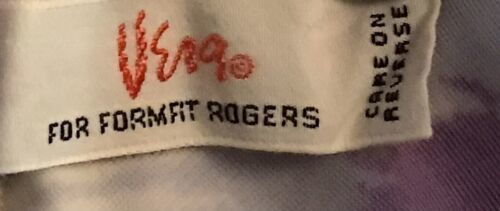 Vera®
FOR FORMFIT ROGERS
CARE ON
REVERSE